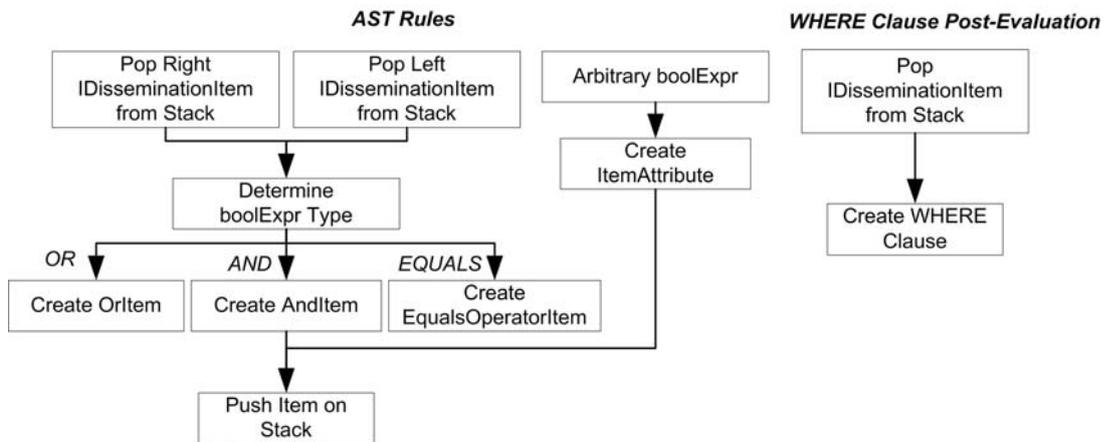 AST Rules
WHERE Clause Post-Evaluation
Pop Right
IDisseminationItem
from Stack
Pop Left
IDisseminationItem
from Stack
Arbitrary boolExpr
Pop
IDisseminationItem
from Stack
Create
ItemAttribute
Determine
boolExpr Type
Create WHERE
Clause
OR
AND
EQUALS
Create OrItem
Create AndItem
Create
EqualsOperatorItem
Push Item on
Stack